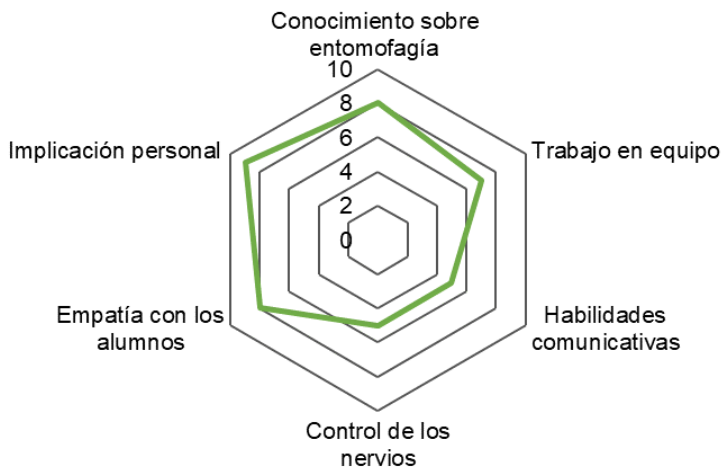 Conocimiento sobre
entomofagía
10
8
6
4
2
0
Implicación personal
Trabajo en equipo
Empatía con los
alumnos
Habilidades
comunicativas
Control de los
nervios